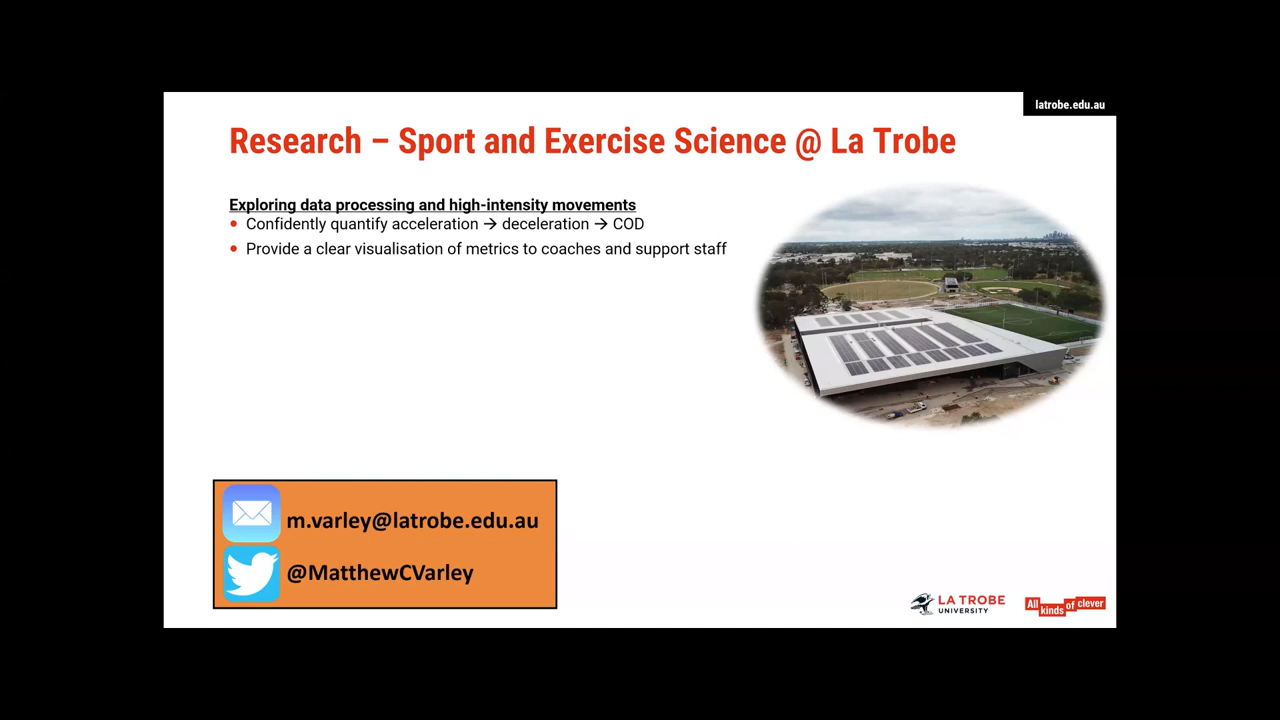 latrobe.edu.au
Research – Sport and Exercise Science @ La Trobe
Exploring data processing and high-intensity movements
• Confidently quantify acceleration → deceleration → COD
• Provide a clear visualisation of metrics to coaches and support staff
m.varley@latrobe.edu.au
@MatthewCVarley
LA TROBE
UNIVERSITY
All kinds of clever